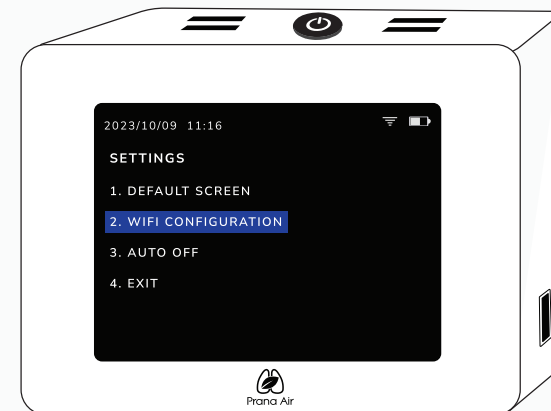 2023/10/09 11:16
SETTINGS
1. DEFAULT SCREEN
2. WIFI CONFIGURATION
3. AUTO OFF
4. EXIT
Prana Air